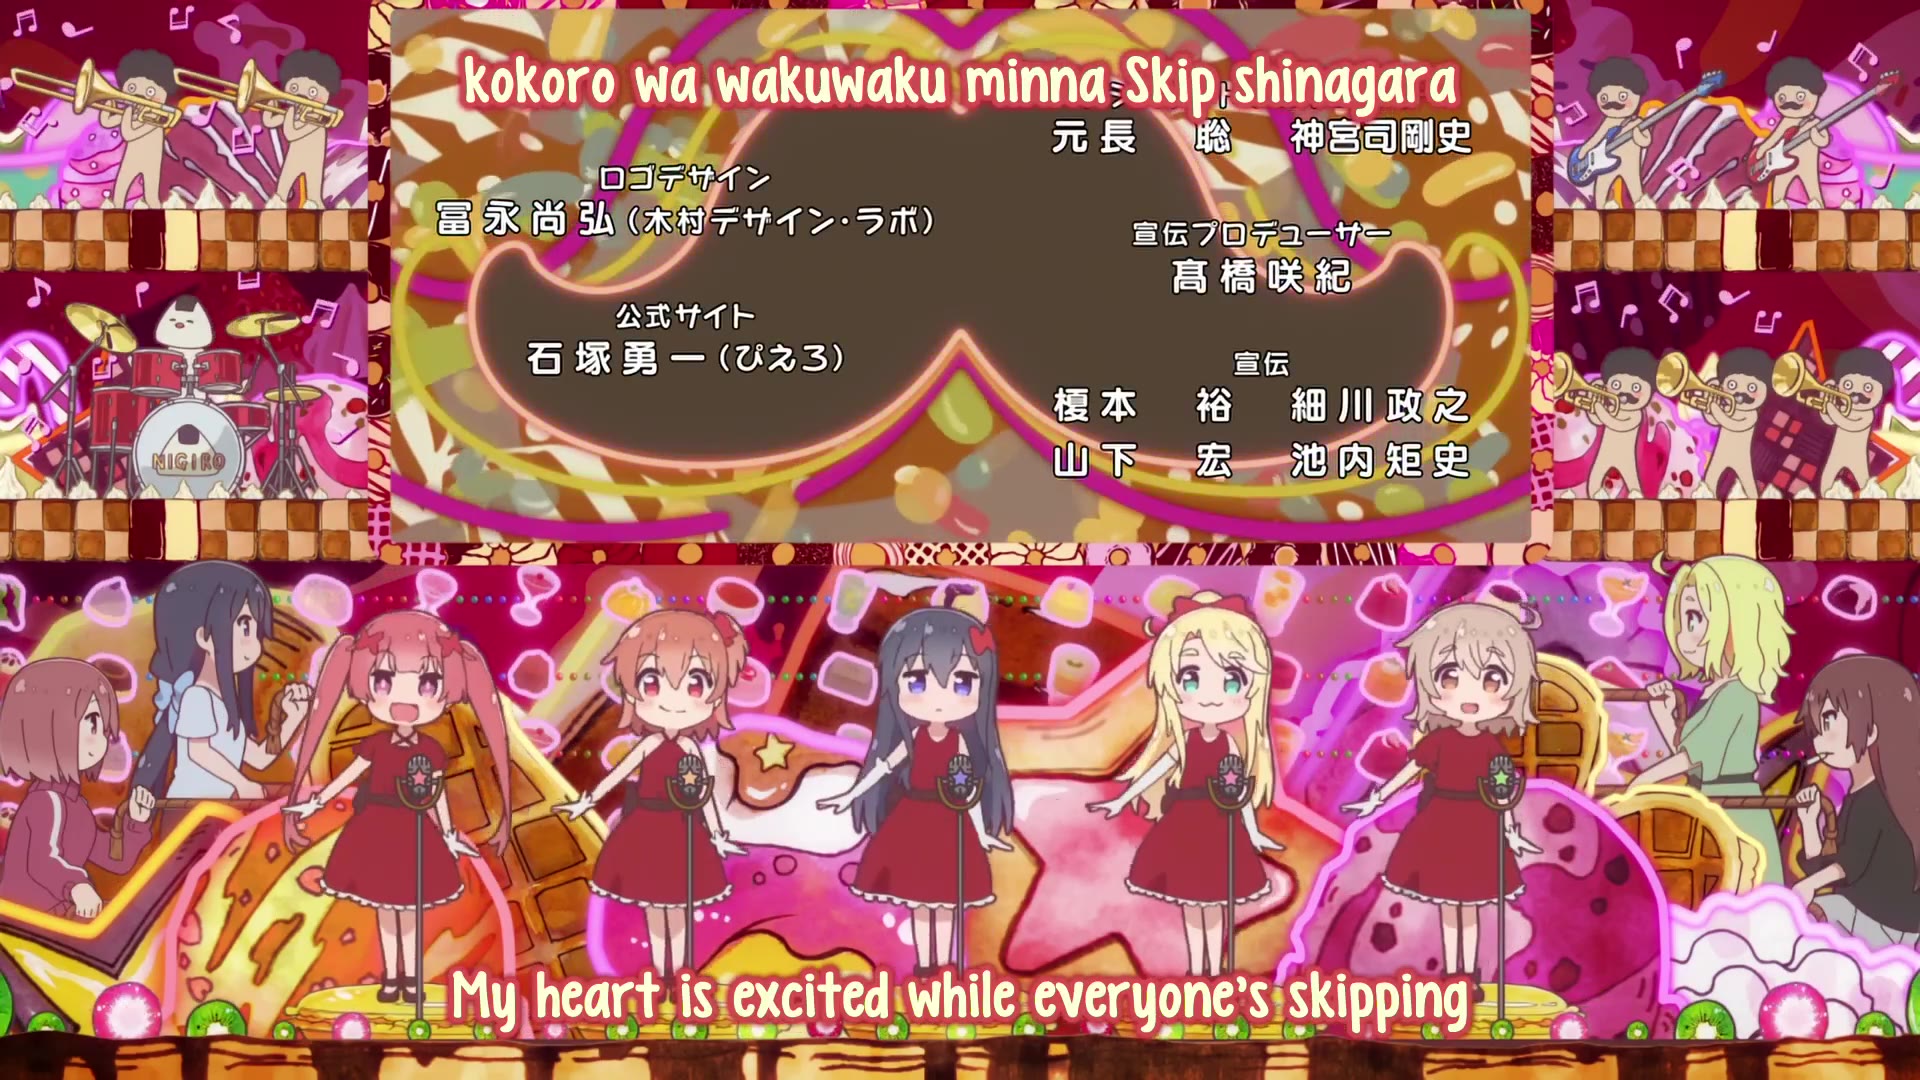 kokoro wa wakuwaku minna Skip shinagara
元長 聡 神宮司剛史
ロゴデザイン
冨永尚弘(木村デザイン・ラボ)
宣伝プロデューサー
髙橋咲紀
公式サイト
石塚勇一(ぴえろ)
宣伝
榎本 裕 細川政之
山下 宏 池内矩史
NIGIRO
My heart is excited while everyone's skipping